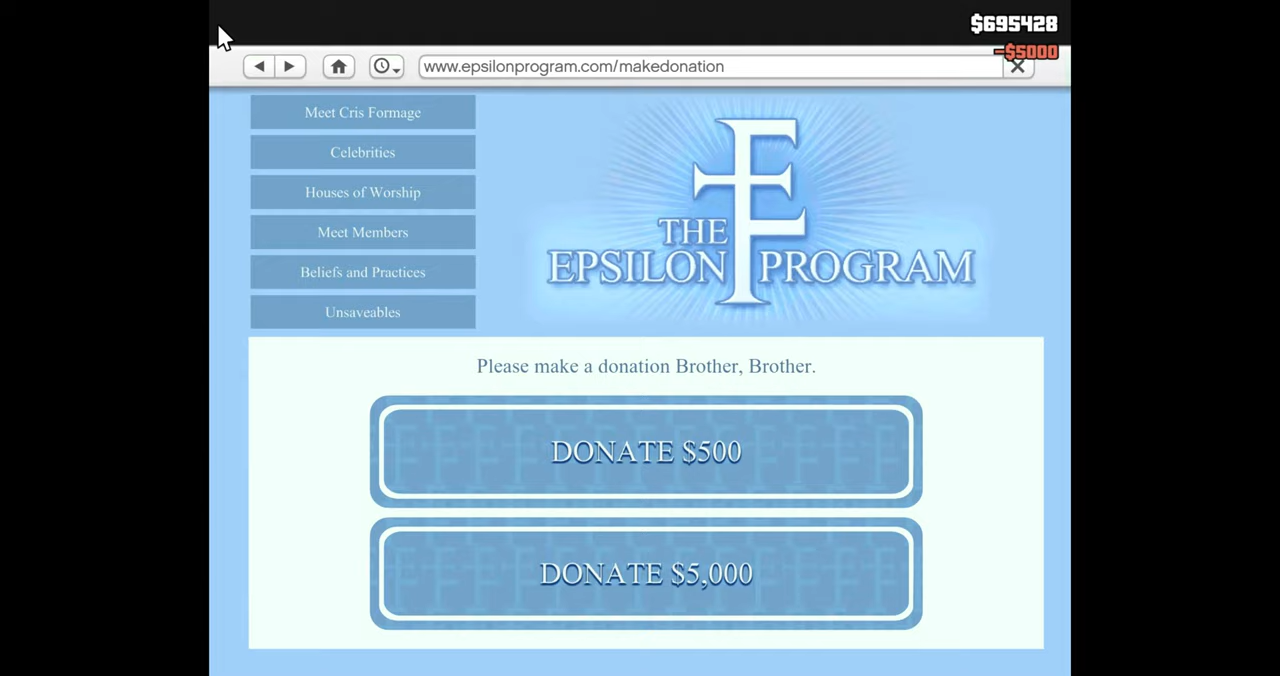 $695428
-$5000
www.epsilonprogram.com/makedonation
Meet Cris Formage
Celebrities
Houses of Worship
Meet Members
Beliefs and Practices
Unsaveables
THE
EPSILON PROGRAM
Please make a donation Brother, Brother.
DONATE $500
DONATE $5,000